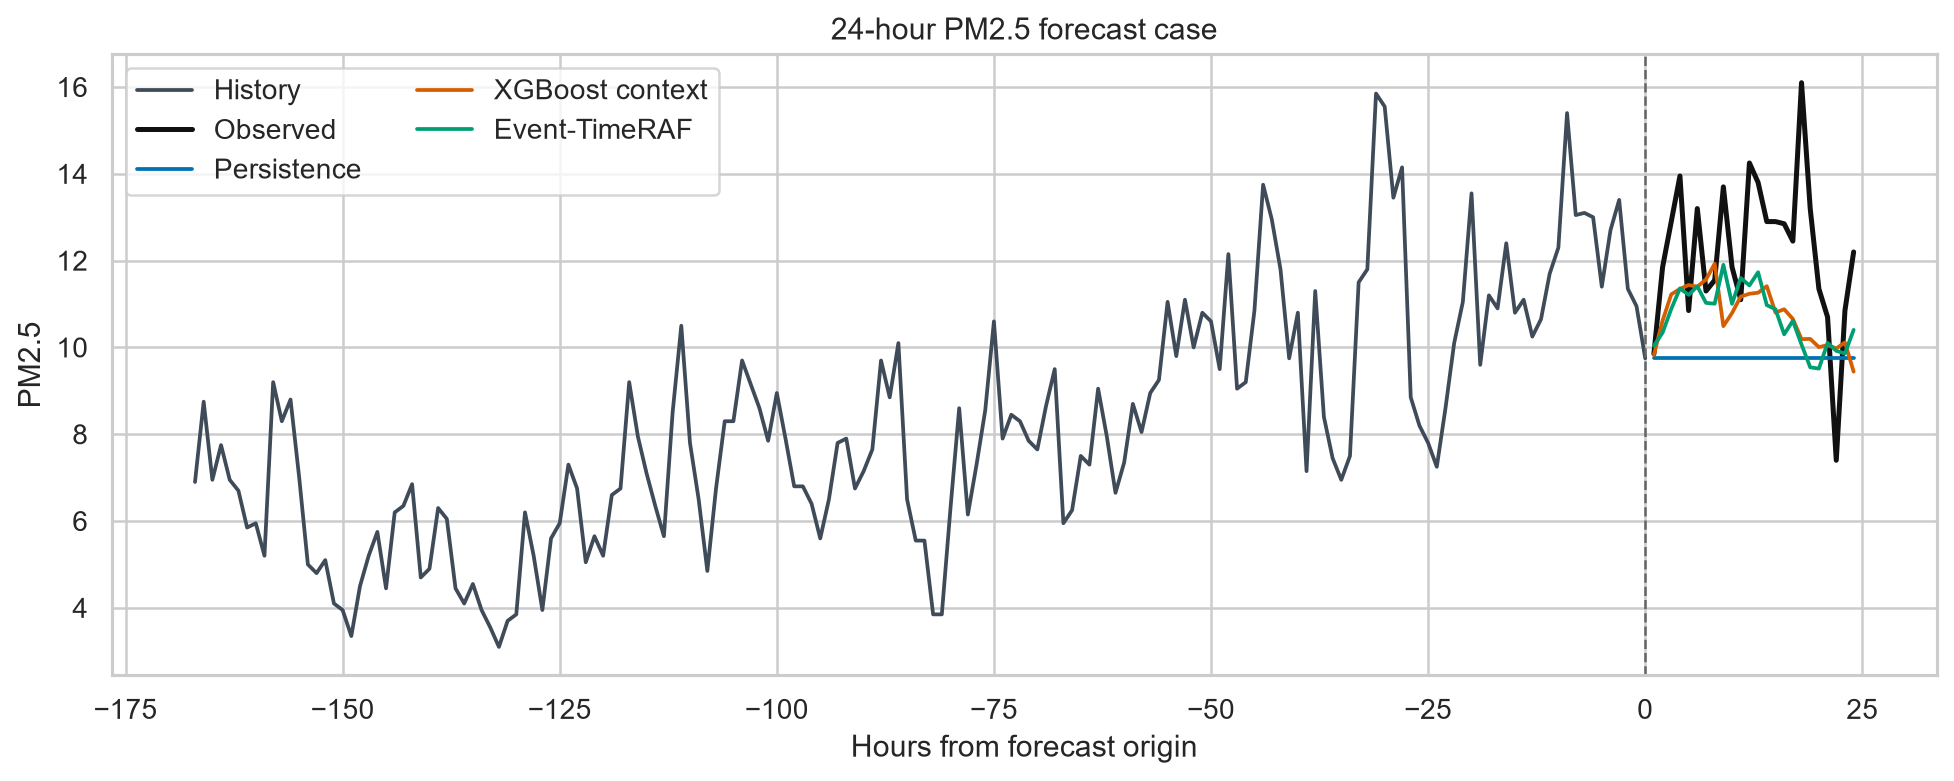 24-hour PM2.5 forecast case
History
Observed
Persistence
XGBoost context
Event-TimeRAF
PM2.5
16
14
12
10
8
6
4
−175 −150 −125 −100 −75 −50 −25 0 25
Hours from forecast origin